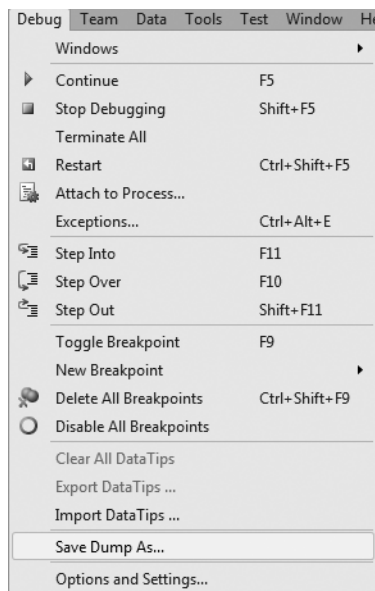 Debug Team Data Tools Test Window He
Windows
Continue F5
Stop Debugging Shift+F5
Terminate All
Restart Ctrl+Shift+F5
Attach to Process...
Exceptions... Ctrl+Alt+E
Step Into F11
Step Over F10
Step Out Shift+F11
Toggle Breakpoint F9
New Breakpoint
Delete All Breakpoints Ctrl+Shift+F9
Disable All Breakpoints
Clear All DataTips
Export DataTips ...
Import DataTips ...
Save Dump As...
Options and Settings...